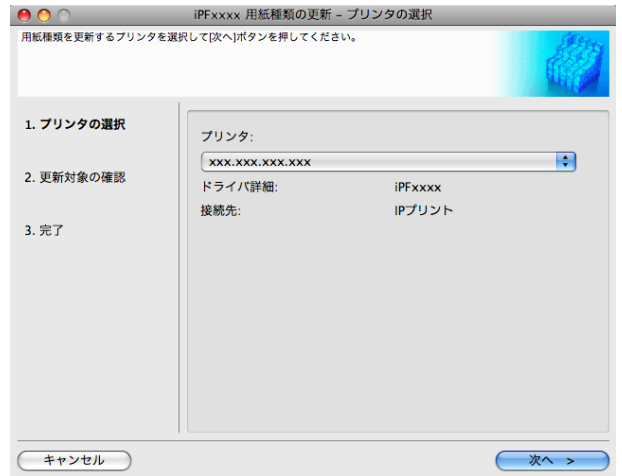 iPFxxxx 用紙種類の更新 – プリンタの選択
用紙種類を更新するプリンタを選択して[次へ]ボタンを押してください。
1. プリンタの選択
2. 更新対象の確認
3. 完了
プリンタ:
xxx.xxx.xxx.xxx
ドライバ詳細: iPFxxxx
接続先: IPプリント
キャンセル
次へ >